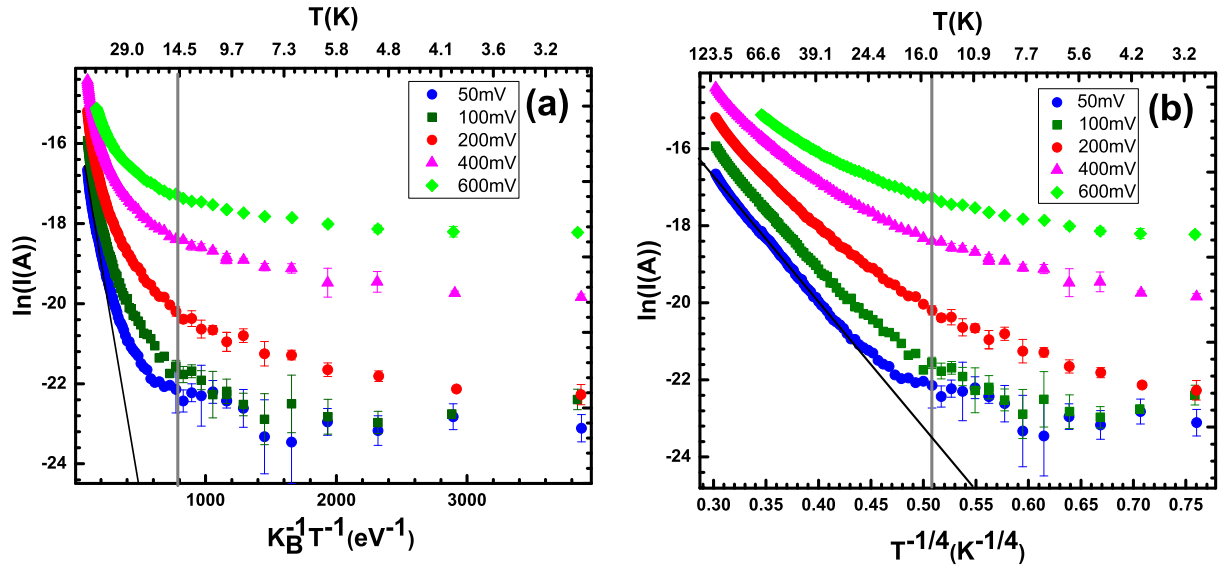 T(K)
29.0 14.5 9.7 7.3 5.8 4.8 4.1 3.6 3.2
(a)
50mV
100mV
200mV
400mV
600mV
ln(I(A))
-16
-18
-20
-22
-24
1000 2000 3000
K_B^-1 T^-1 (eV^-1)
T(K)
123.5 66.6 39.1 24.4 16.0 10.9 7.7 5.6 4.2 3.2
(b)
50mV
100mV
200mV
400mV
600mV
ln(I(A))
-16
-18
-20
-22
-24
0.30 0.35 0.40 0.45 0.50 0.55 0.60 0.65 0.70 0.75
T^-1/4 (K^-1/4)